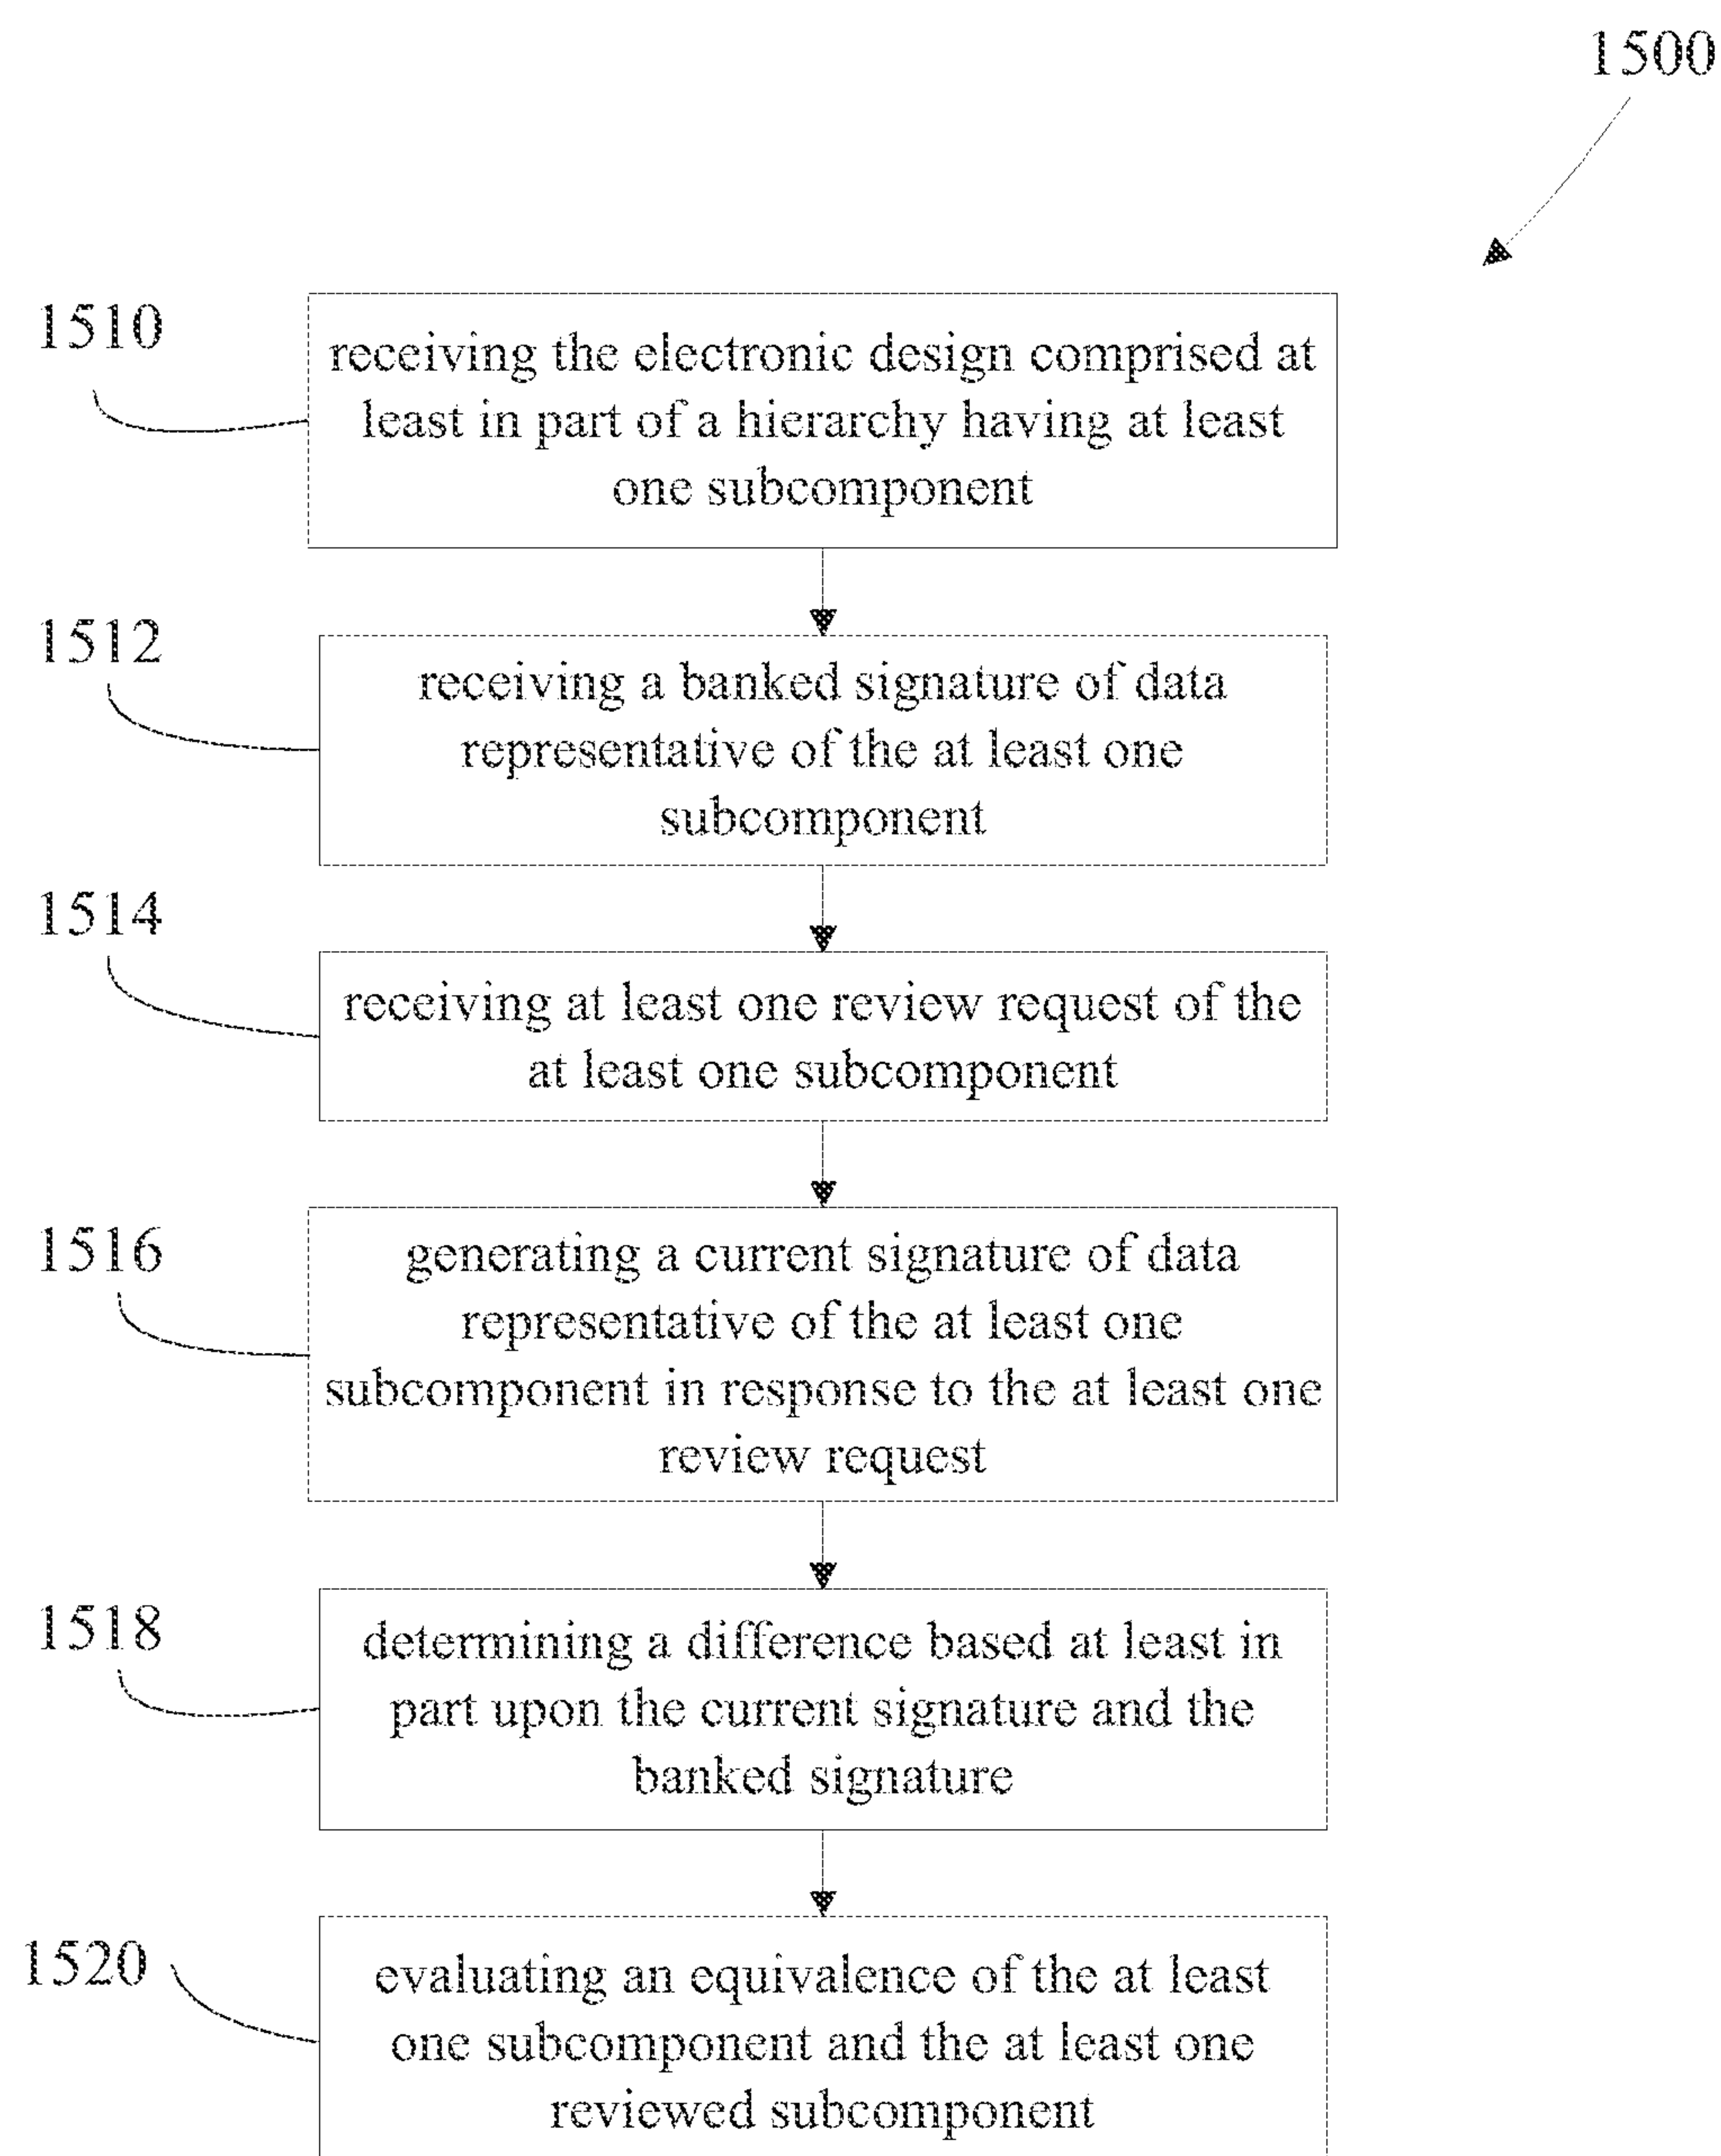 1500
1510
receiving the electronic design comprised at
least in part of a hierarchy having at least
one subcomponent
1512
receiving a banked signature of data
representative of the at least one
subcomponent
1514
receiving at least one review request of the
at least one subcomponent
1516
generating a current signature of data
representative of the at least one
subcomponent in response to the at least one
review request
1518
determining a difference based at least in
part upon the current signature and the
banked signature
1520
evaluating an equivalence of the at least
one subcomponent and the at least one
reviewed subcomponent